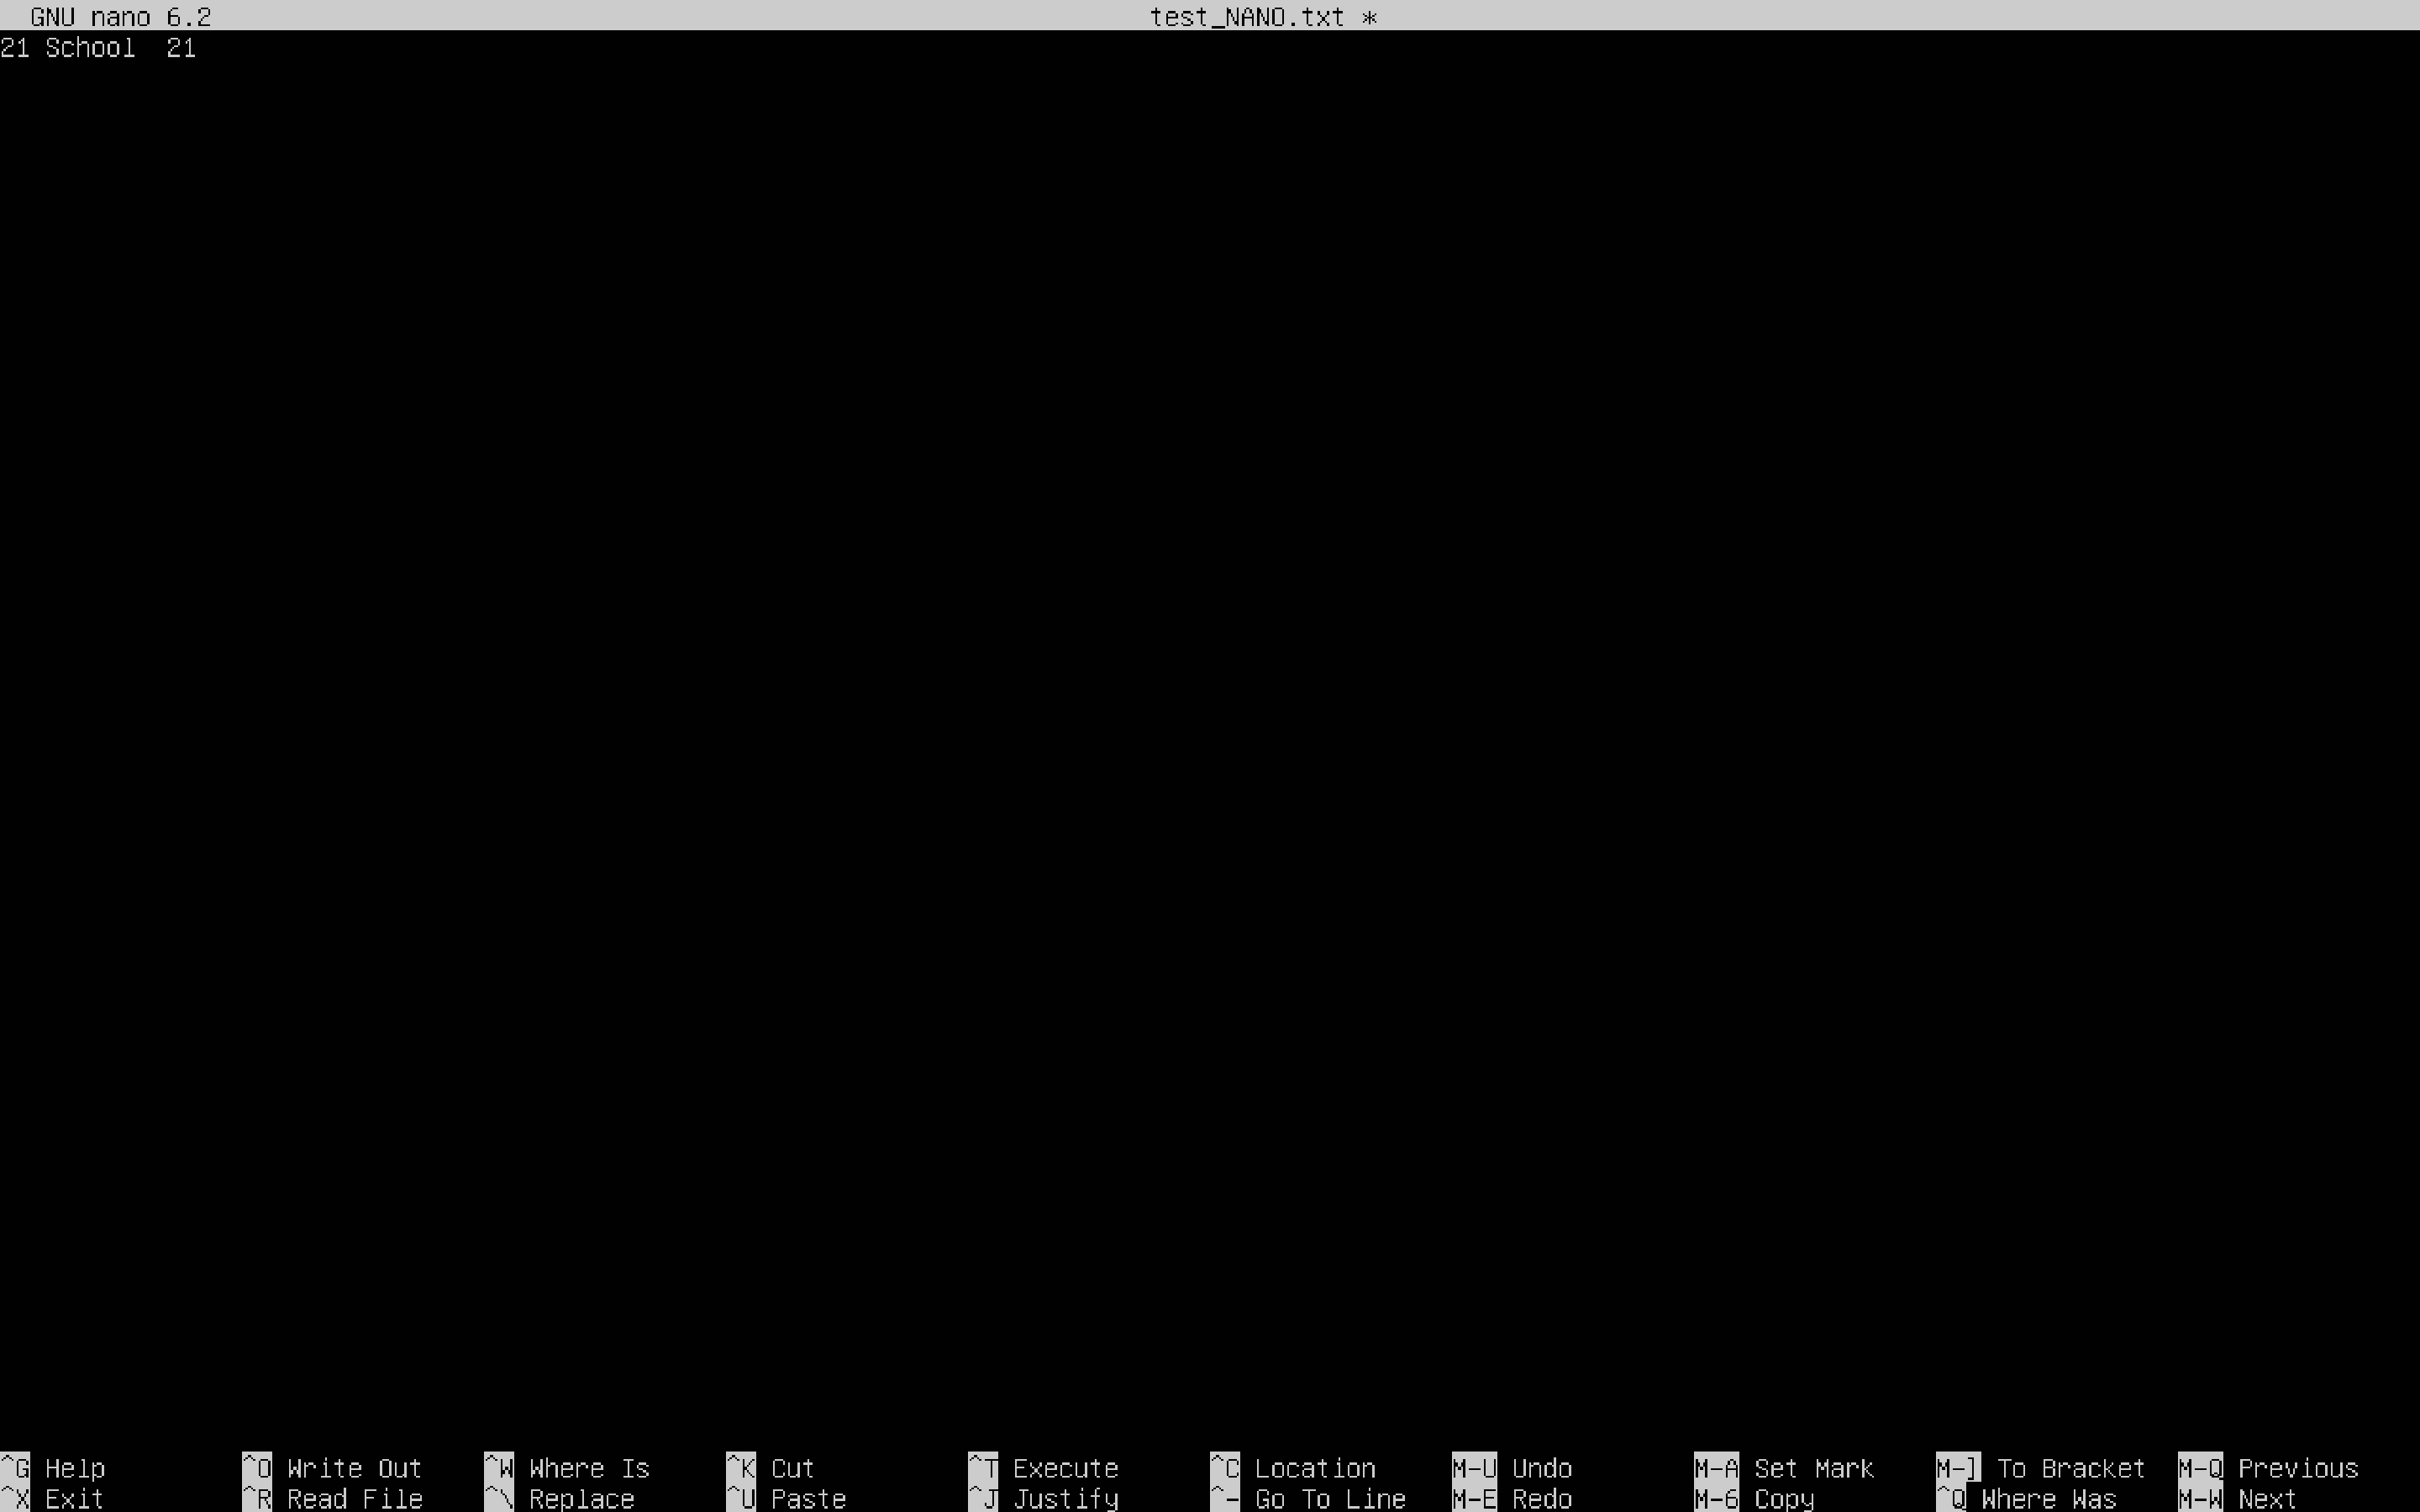 GNU nano 6.2 test_NANO.txt *
21 School  21
^G Help ^O Write Out ^W Where Is ^K Cut ^T Execute ^C Location M-U Undo M-A Set Mark M-] To Bracket M-Q Previous
^X Exit ^R Read File ^\ Replace ^U Paste ^J Justify ^- Go To Line M-E Redo M-6 Copy ^Q Where Was M-W Next